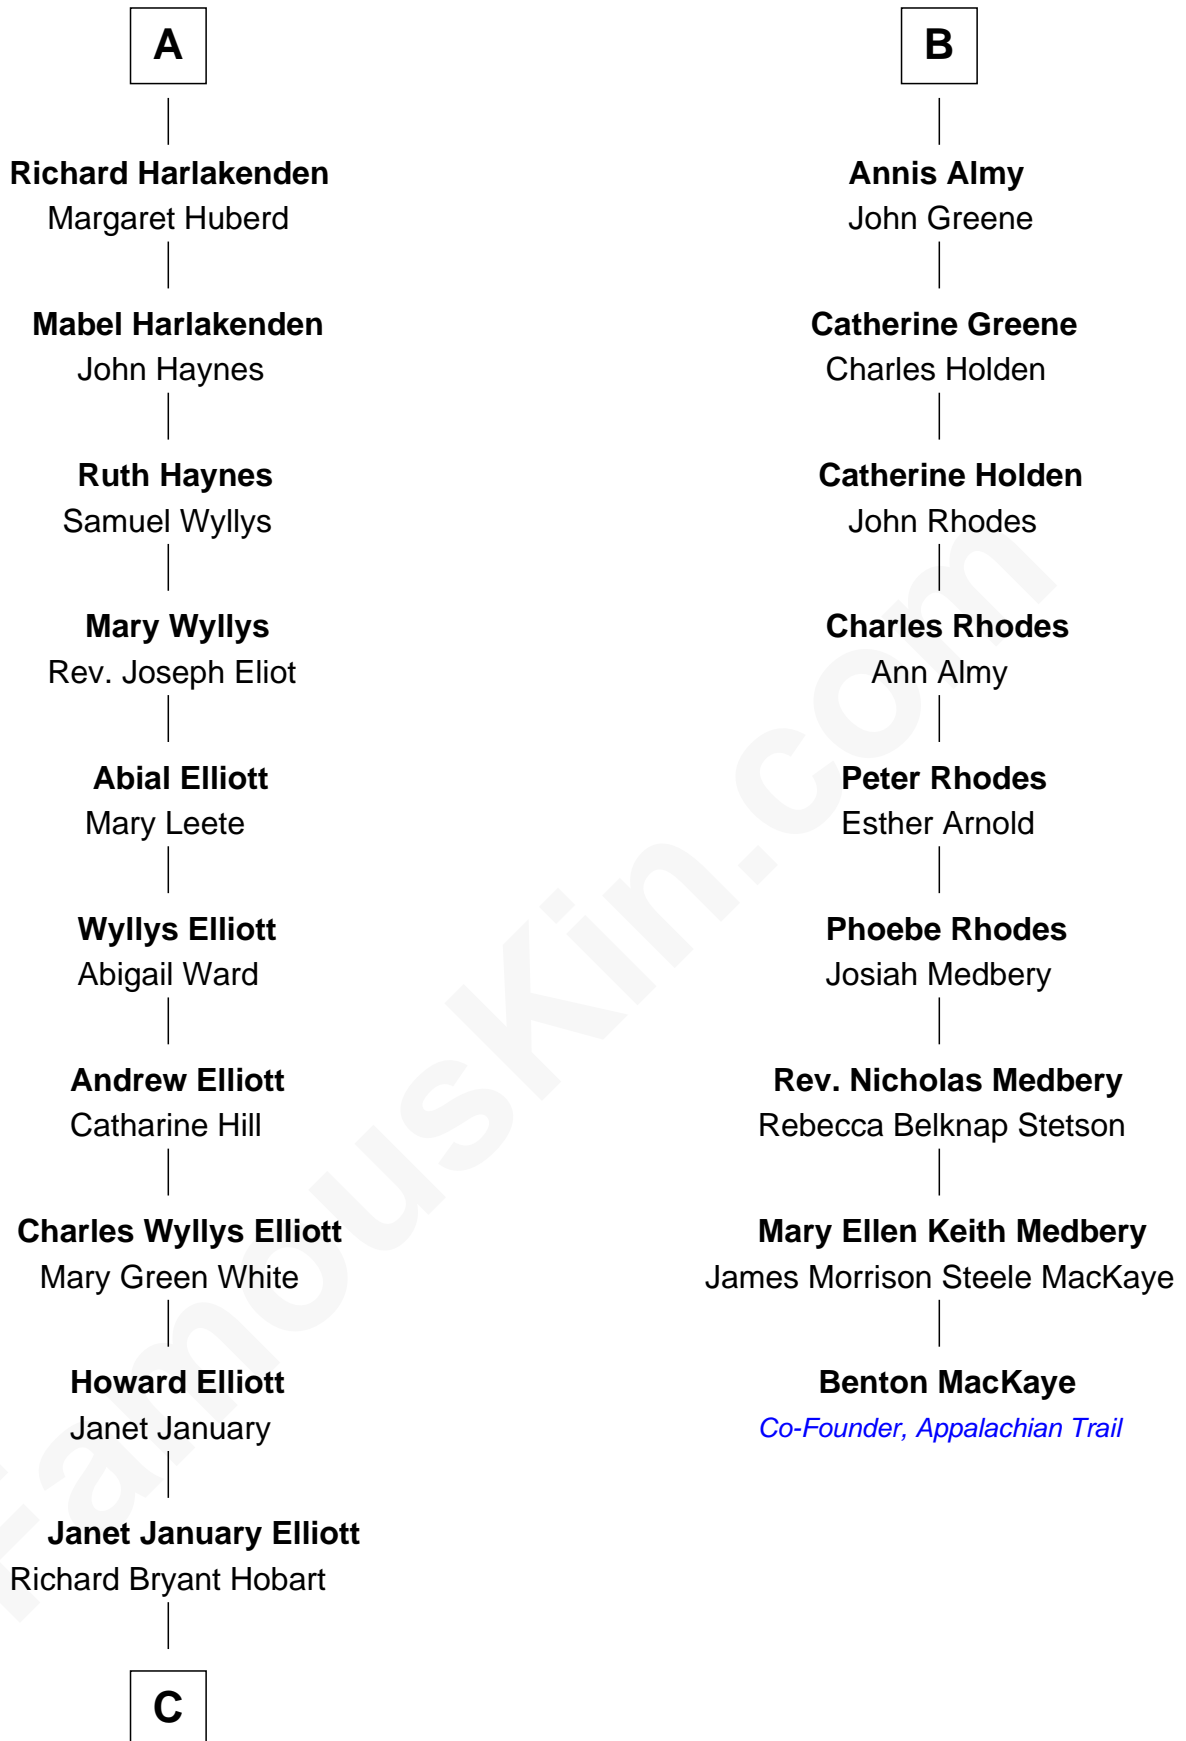 A
Richard Harlakenden
Margaret Huberd
Mabel Harlakenden
John Haynes
Ruth Haynes
Samuel Wyllys
Mary Wyllys
Rev. Joseph Eliot
Abial Elliott
Mary Leete
Wyllys Elliott
Abigail Ward
Andrew Elliott
Catharine Hill
Charles Wyllys Elliott
Mary Green White
Howard Elliott
Janet January
Janet January Elliott
Richard Bryant Hobart
C
B
Annis Almy
John Greene
Catherine Greene
Charles Holden
Catherine Holden
John Rhodes
Charles Rhodes
Ann Almy
Peter Rhodes
Esther Arnold
Phoebe Rhodes
Josiah Medbery
Rev. Nicholas Medbery
Rebecca Belknap Stetson
Mary Ellen Keith Medbery
James Morrison Steele MacKaye
Benton MacKaye
Co-Founder, Appalachian Trail
FamousKin.com